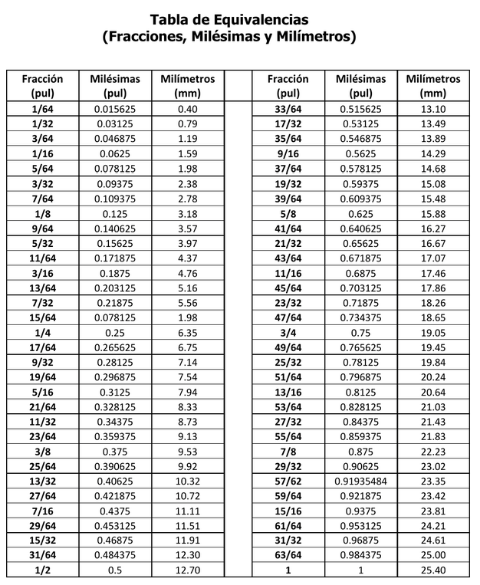 Tabla de Equivalencias
(Fracciones, Milésimas y Milímetros)
Fracción (pul) Milésimas (pul) Milímetros (mm) Fracción (pul) Milésimas (pul) Milímetros (mm)
1/64 0.015625 0.40 33/64 0.515625 13.10
1/32 0.03125 0.79 17/32 0.53125 13.49
3/64 0.046875 1.19 35/64 0.546875 13.89
1/16 0.0625 1.59 9/16 0.5625 14.29
5/64 0.078125 1.98 37/64 0.578125 14.68
3/32 0.09375 2.38 19/32 0.59375 15.08
7/64 0.109375 2.78 39/64 0.609375 15.48
1/8 0.125 3.18 5/8 0.625 15.88
9/64 0.140625 3.57 41/64 0.640625 16.27
5/32 0.15625 3.97 21/32 0.65625 16.67
11/64 0.171875 4.37 43/64 0.671875 17.07
3/16 0.1875 4.76 11/16 0.6875 17.46
13/64 0.203125 5.16 45/64 0.703125 17.86
7/32 0.21875 5.56 23/32 0.71875 18.26
15/64 0.078125 1.98 47/64 0.734375 18.65
1/4 0.25 6.35 3/4 0.75 19.05
17/64 0.265625 6.75 49/64 0.765625 19.45
9/32 0.28125 7.14 25/32 0.78125 19.84
19/64 0.296875 7.54 51/64 0.796875 20.24
5/16 0.3125 7.94 13/16 0.8125 20.64
21/64 0.328125 8.33 53/64 0.828125 21.03
11/32 0.34375 8.73 27/32 0.84375 21.43
23/64 0.359375 9.13 55/64 0.859375 21.83
3/8 0.375 9.53 7/8 0.875 22.23
25/64 0.390625 9.92 29/32 0.90625 23.02
13/32 0.40625 10.32 57/62 0.91935484 23.35
27/64 0.421875 10.72 59/64 0.921875 23.42
7/16 0.4375 11.11 15/16 0.9375 23.81
29/64 0.453125 11.51 61/64 0.953125 24.21
15/32 0.46875 11.91 31/32 0.96875 24.61
31/64 0.484375 12.30 63/64 0.984375 25.00
1/2 0.5 12.70 1 1 25.40